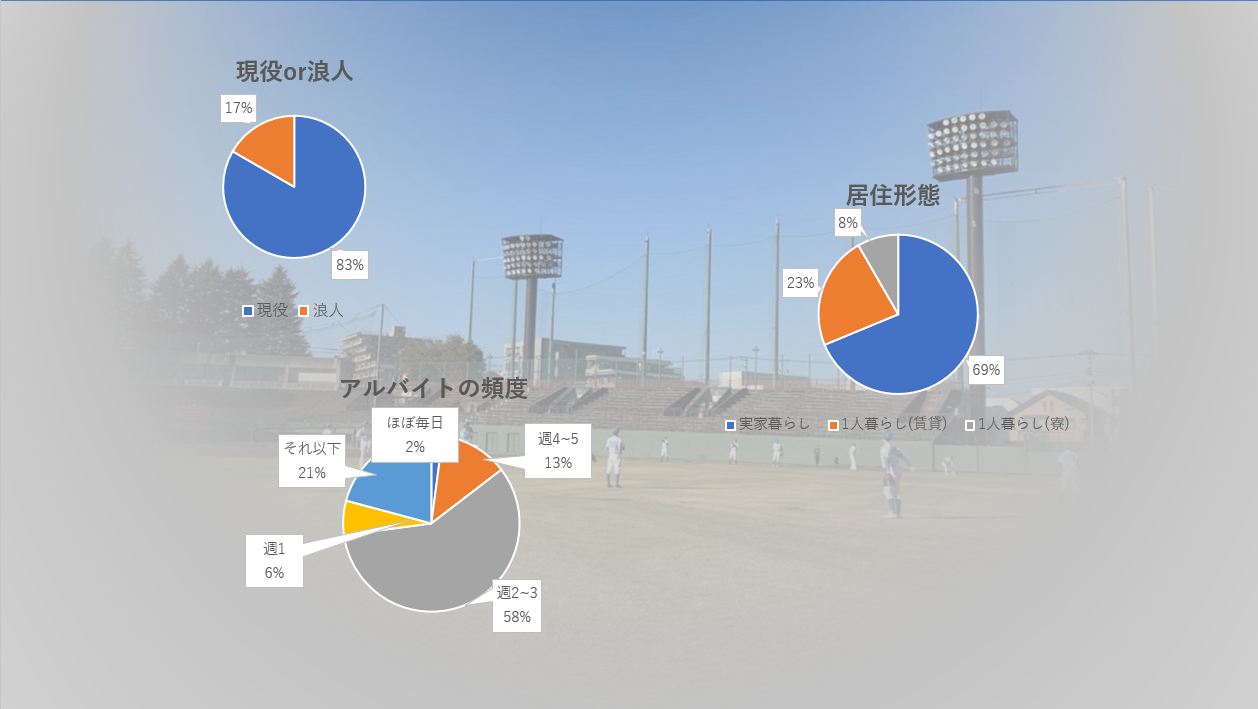 現役or浪人
17%
83%
現役 浪人
居住形態
8%
23%
69%
実家暮らし 1人暮らし(賃貸) 1人暮らし(寮)
アルバイトの頻度
ほぼ毎日
2%
週4~5
13%
それ以下
21%
週1
6%
週2~3
58%